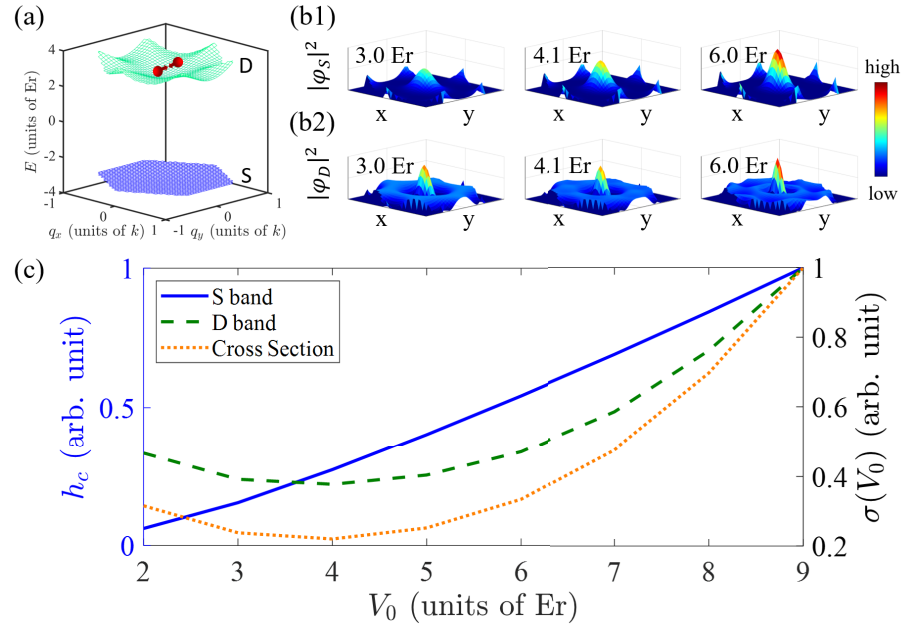 (a)
4
2
0
-2
-4
E (units of Er)
D
S
-1
0
1
q_x (units of k)
-1
0
1
q_y (units of k)
(b1)
|φ_S|²
3.0 Er
4.1 Er
6.0 Er
x
y
x
y
x
y
high
low
(b2)
|φ_D|²
3.0 Er
4.1 Er
6.0 Er
x
y
x
y
x
y
(c)
S band
D band
Cross Section
1
0.5
0
h_c (arb. unit)
1
0.8
0.6
0.4
0.2
σ(V_0) (arb. unit)
2 3 4 5 6 7 8 9
V_0 (units of Er)